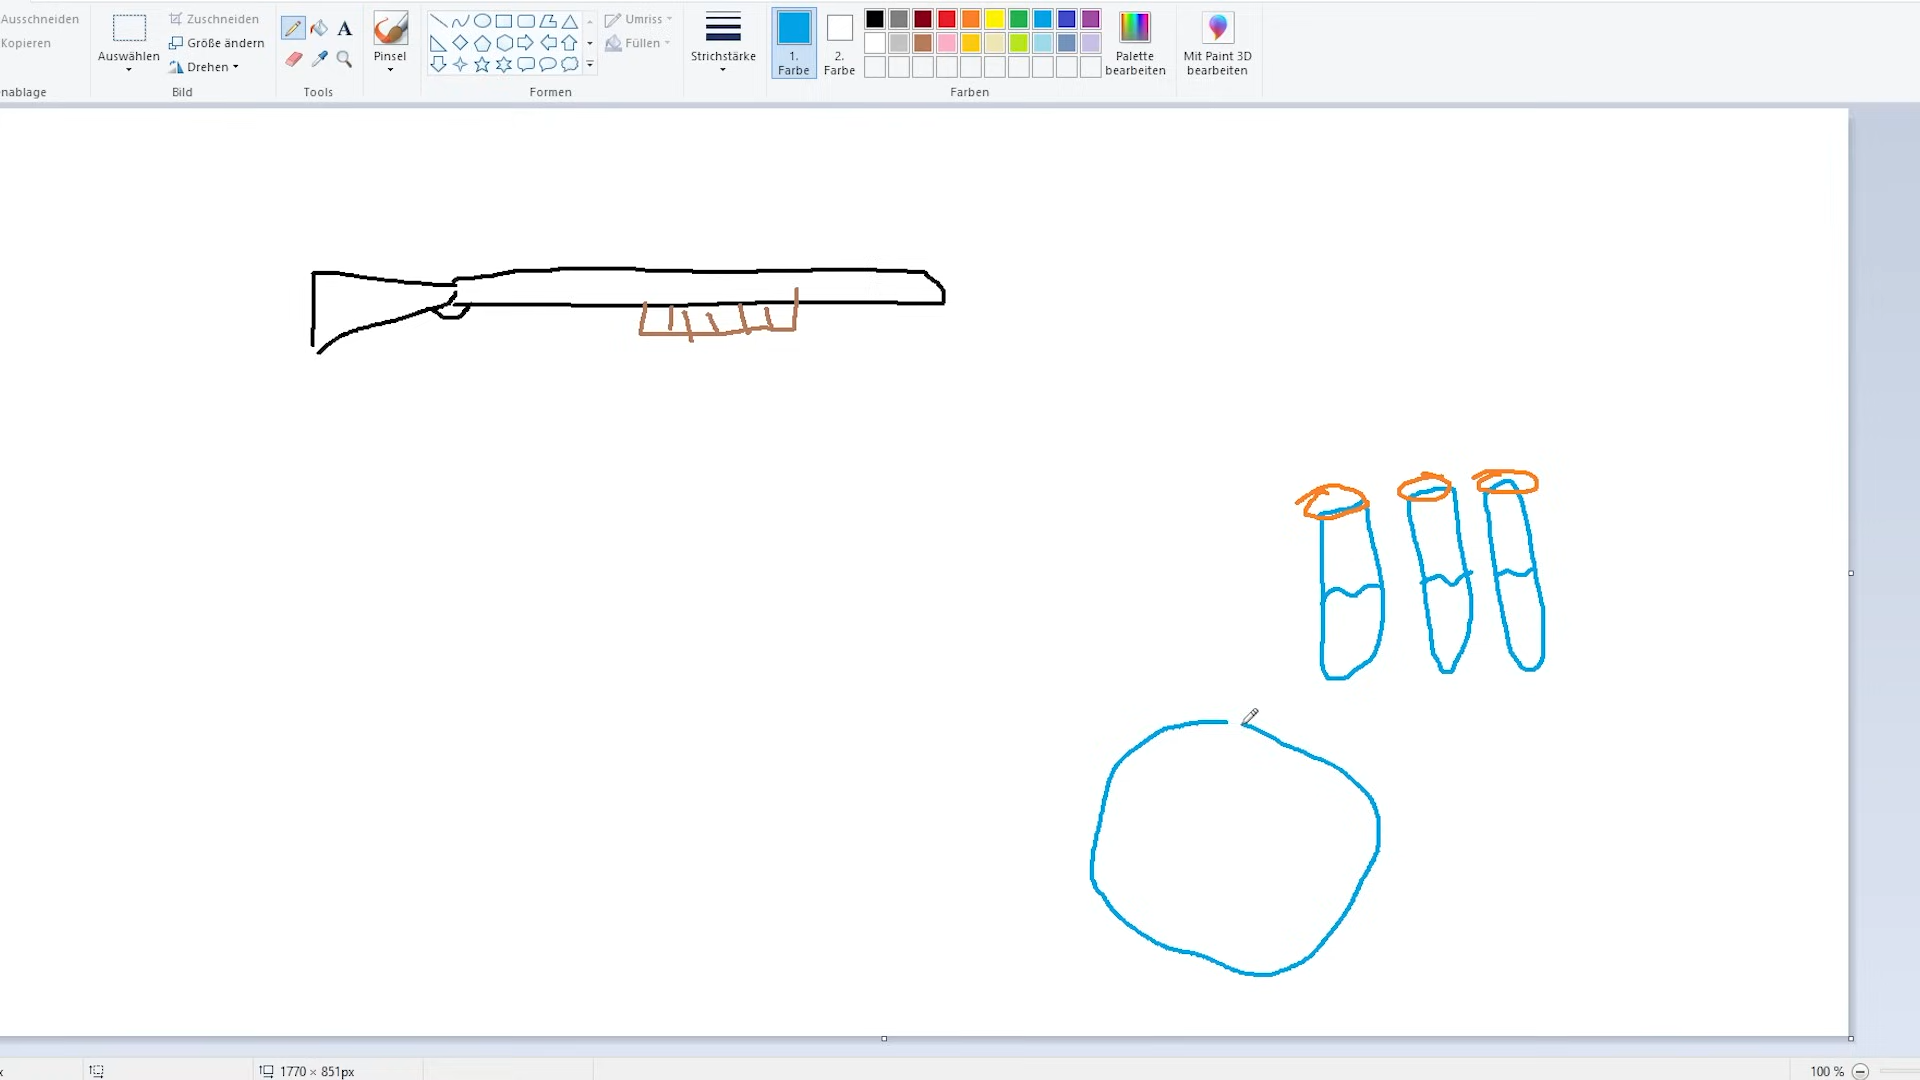 Ausschneiden
Kopieren
nablage
Auswählen
Zuschneiden
Größe ändern
Drehen
Bild
A
Tools
Pinsel
Umriss
Füllen
Formen
Strichstärke
1.
Farbe
2.
Farbe
Palette
bearbeiten
Farben
Mit Paint 3D
bearbeiten
x
1770 × 851px
100 %